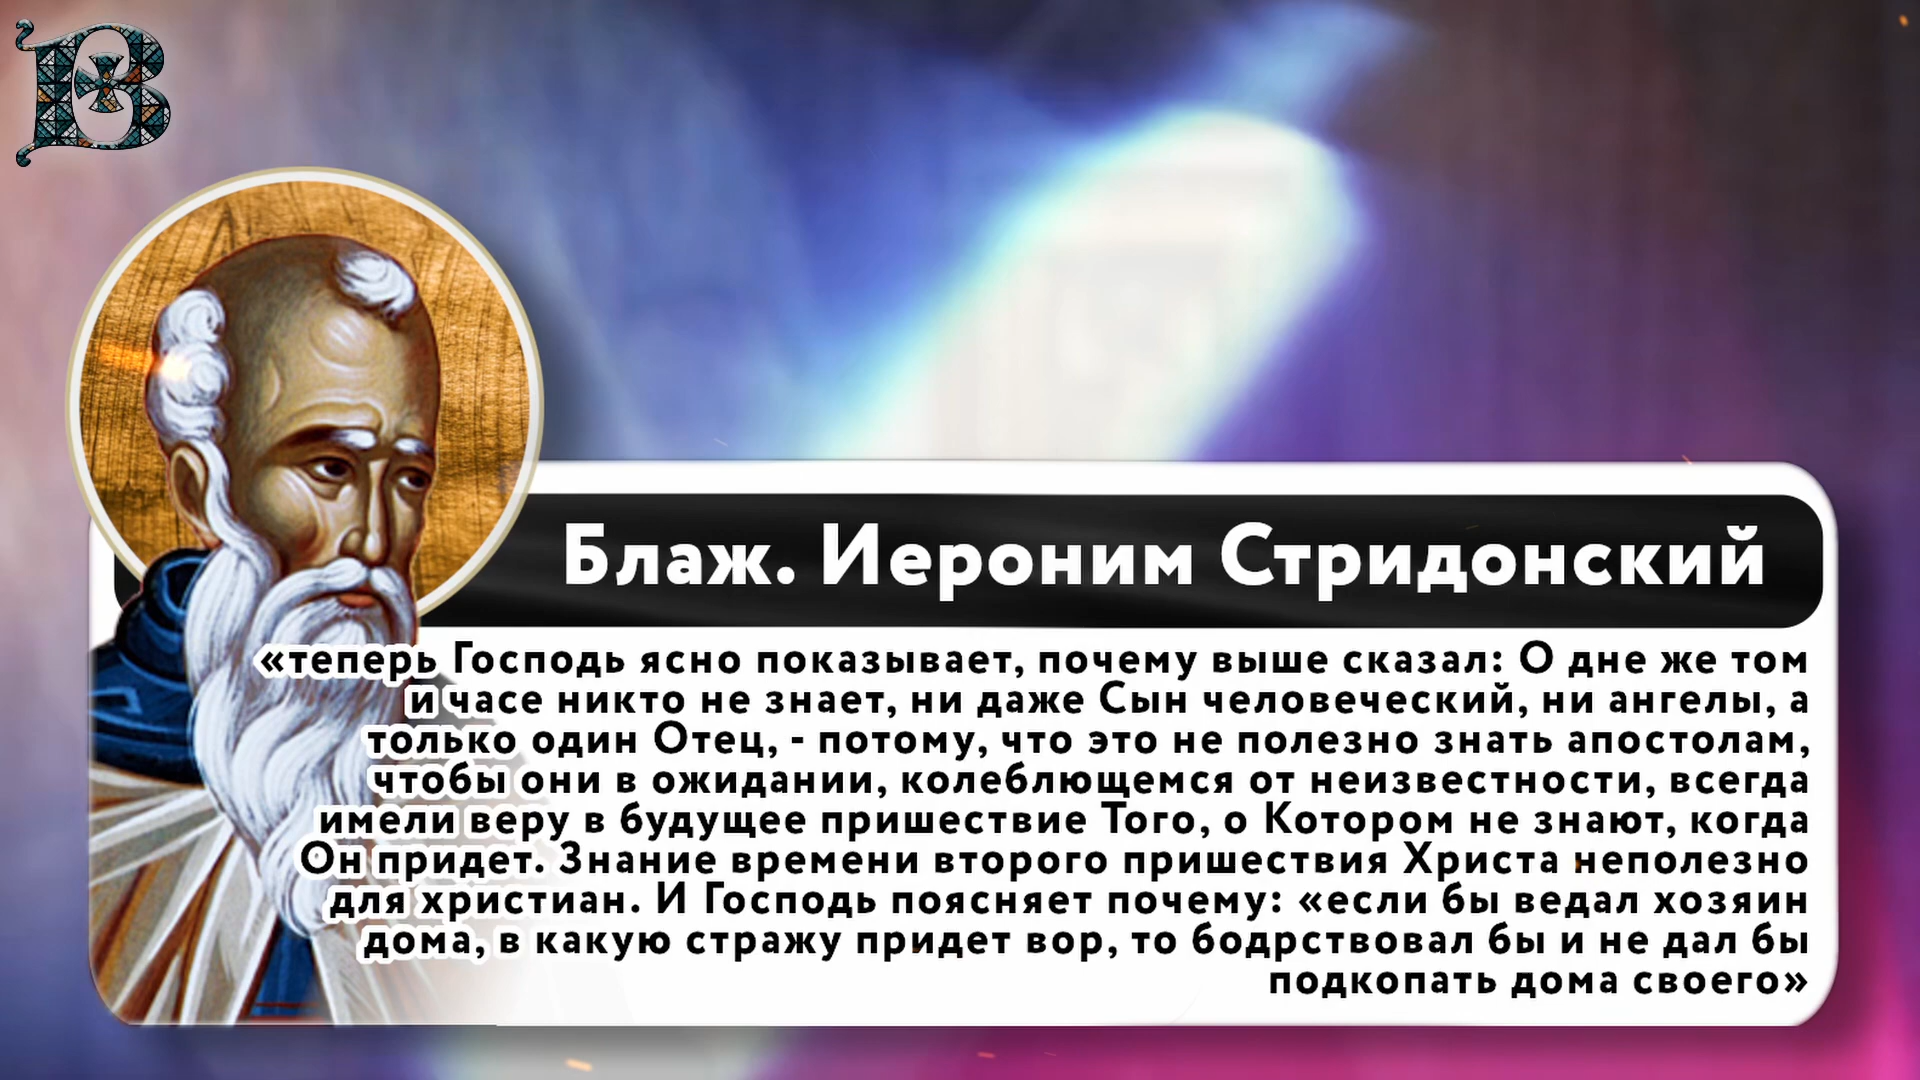 В
Блаж. Иероним Стридонский
«теперь Господь ясно показывает, почему выше сказал: О дне же том
и часе никто не знает, ни даже Сын человеческий, ни ангелы, а
только один Отец, - потому, что это не полезно знать апостолам,
чтобы они в ожидании, колеблющемся от неизвестности, всегда
имели веру в будущее пришествие Того, о Котором не знают, когда
Он придет. Знание времени второго пришествия Христа неполезно
для христиан. И Господь поясняет почему: «если бы ведал хозяин
дома, в какую стражу придет вор, то бодрствовал бы и не дал бы
подкопать дома своего»